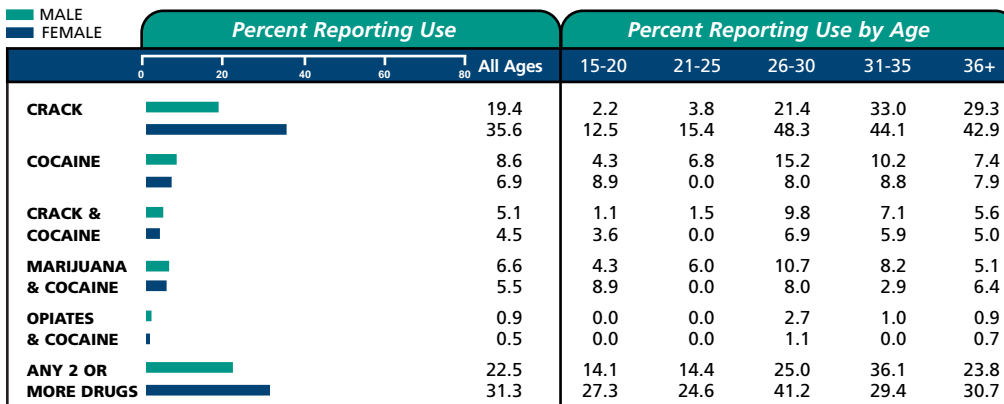 MALE
FEMALE
Percent Reporting Use Percent Reporting Use by Age
0 20 40 60 80 All Ages 15-20 21-25 26-30 31-35 36+
CRACK 19.4 2.2 3.8 21.4 33.0 29.3
35.6 12.5 15.4 48.3 44.1 42.9
COCAINE 8.6 4.3 6.8 15.2 10.2 7.4
6.9 8.9 0.0 8.0 8.8 7.9
CRACK & 5.1 1.1 1.5 9.8 7.1 5.6
COCAINE 4.5 3.6 0.0 6.9 5.9 5.0
MARIJUANA 6.6 4.3 6.0 10.7 8.2 5.1
& COCAINE 5.5 8.9 0.0 8.0 2.9 6.4
OPIATES 0.9 0.0 0.0 2.7 1.0 0.9
& COCAINE 0.5 0.0 0.0 1.1 0.0 0.7
ANY 2 OR 22.5 14.1 14.4 25.0 36.1 23.8
MORE DRUGS 31.3 27.3 24.6 41.2 29.4 30.7